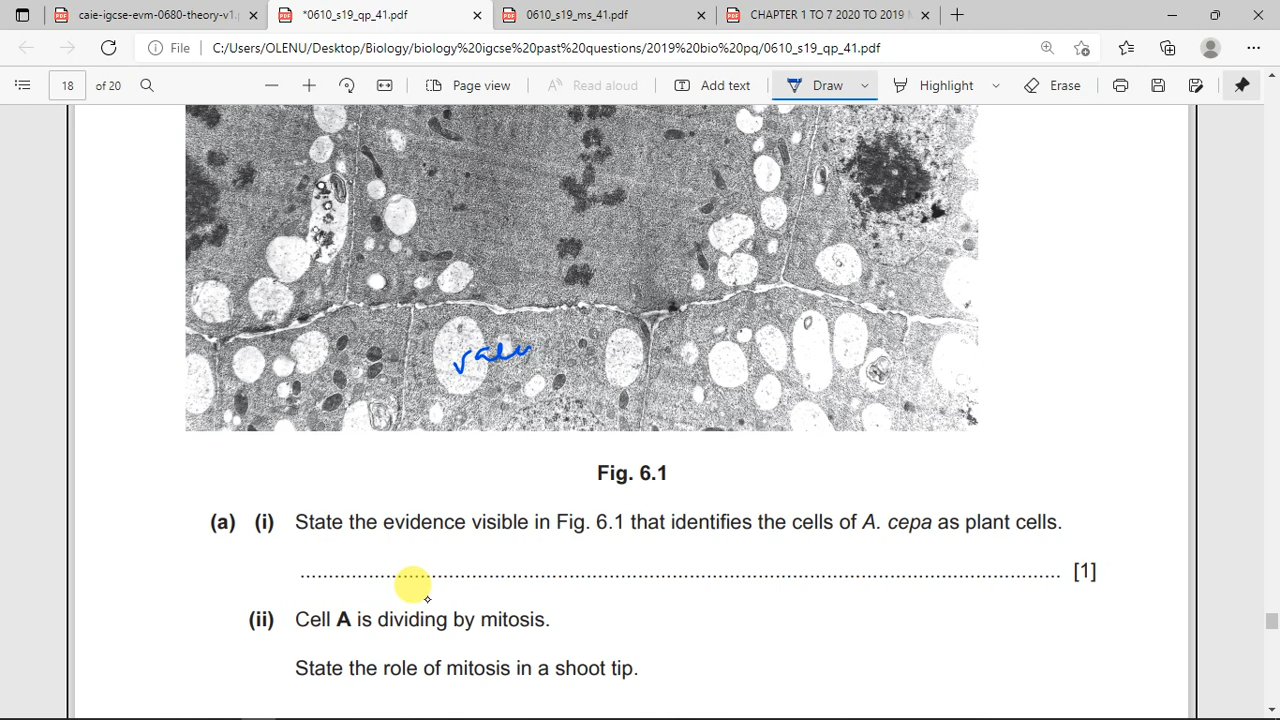 caie-igcse-evm-0680-theory-v1.
*0610_s19_qp_41.pdf
0610_s19_ms_41.pdf
CHAPTER 1 TO 7 2020 TO 2019
File
C:/Users/OLENU/Desktop/Biology/biology%20igcse%20past%20questions/2019%20bio%20pq/0610_s19_qp_41.pdf
18 of 20
Page view
Read aloud
Add text
Draw
Highlight
Erase
Fig. 6.1
(a) (i) State the evidence visible in Fig. 6.1 that identifies the cells of A. cepa as plant cells.
.......................................................................................................................................... [1]
(ii) Cell A is dividing by mitosis.
State the role of mitosis in a shoot tip.